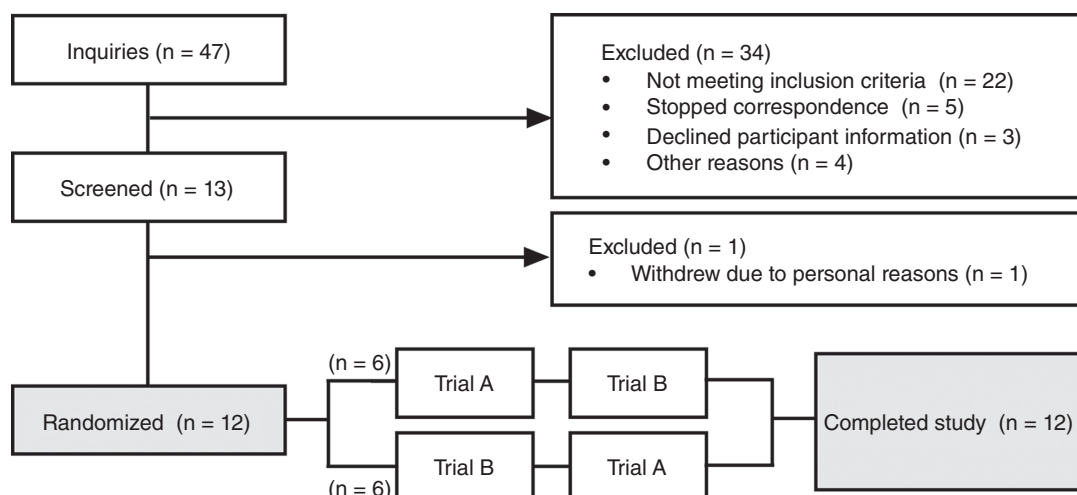 Inquiries (n = 47)
Excluded (n = 34)
• Not meeting inclusion criteria (n = 22)
• Stopped correspondence (n = 5)
• Declined participant information (n = 3)
• Other reasons (n = 4)
Screened (n = 13)
Excluded (n = 1)
• Withdrew due to personal reasons (n = 1)
Randomized (n = 12)
(n = 6)
Trial A
Trial B
(n = 6)
Trial B
Trial A
Completed study (n = 12)